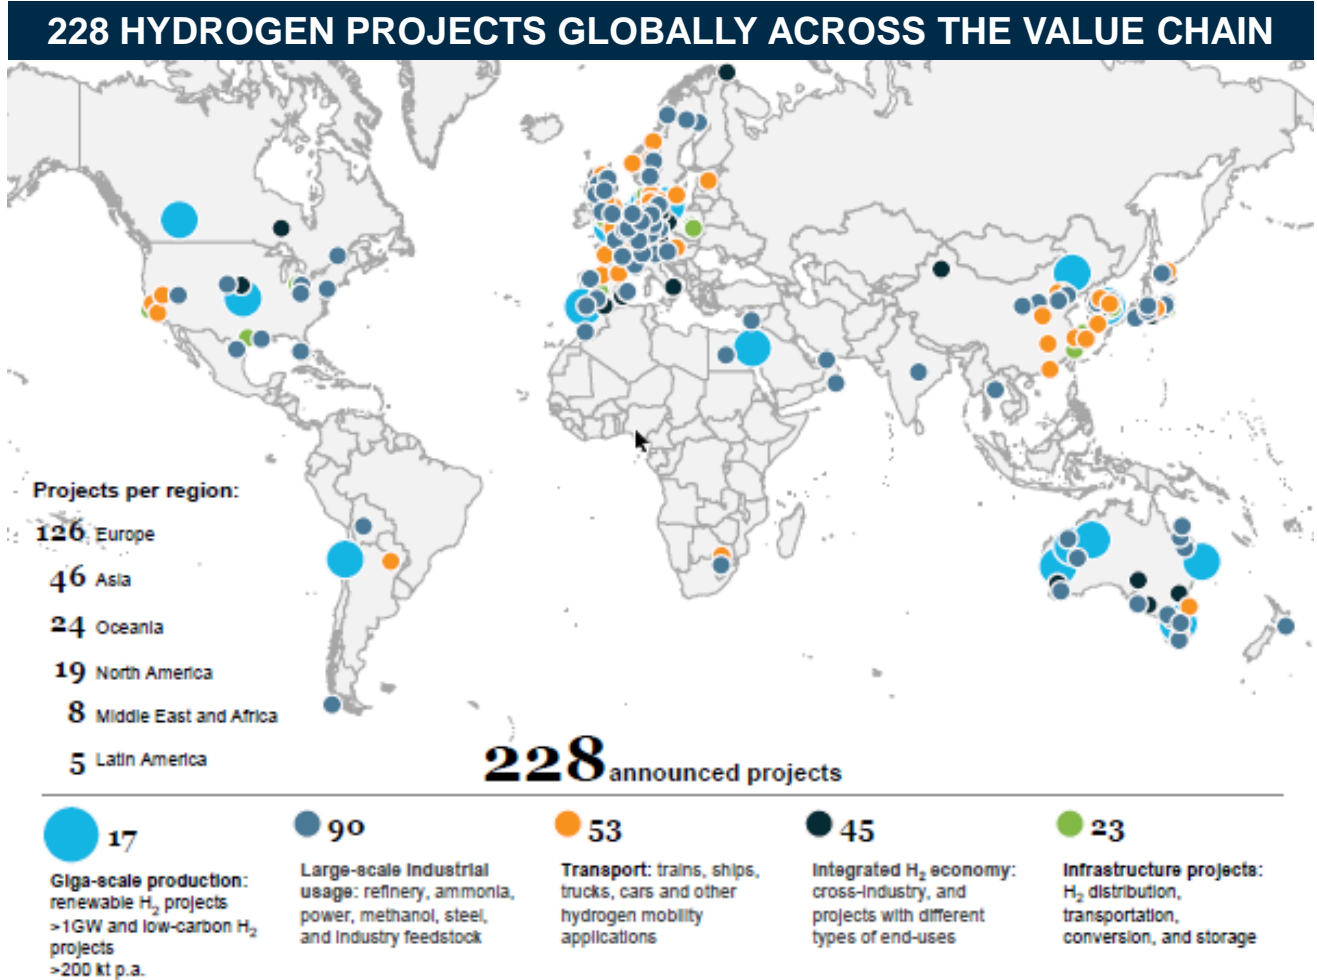 228 HYDROGEN PROJECTS GLOBALLY ACROSS THE VALUE CHAIN
Projects per region:
126 Europe
46 Asia
24 Oceania
19 North America
8 Middle East and Africa
5 Latin America
228 announced projects
17
Giga-scale production:
renewable H₂ projects
>1GW and low-carbon H₂
projects
>200 kt p.a.
90
Large-scale industrial
usage: refinery, ammonia,
power, methanol, steel,
and industry feedstock
53
Transport: trains, ships,
trucks, cars and other
hydrogen mobility
applications
45
Integrated H₂ economy:
cross-industry, and
projects with different
types of end-uses
23
Infrastructure projects:
H₂ distribution,
transportation,
conversion, and storage